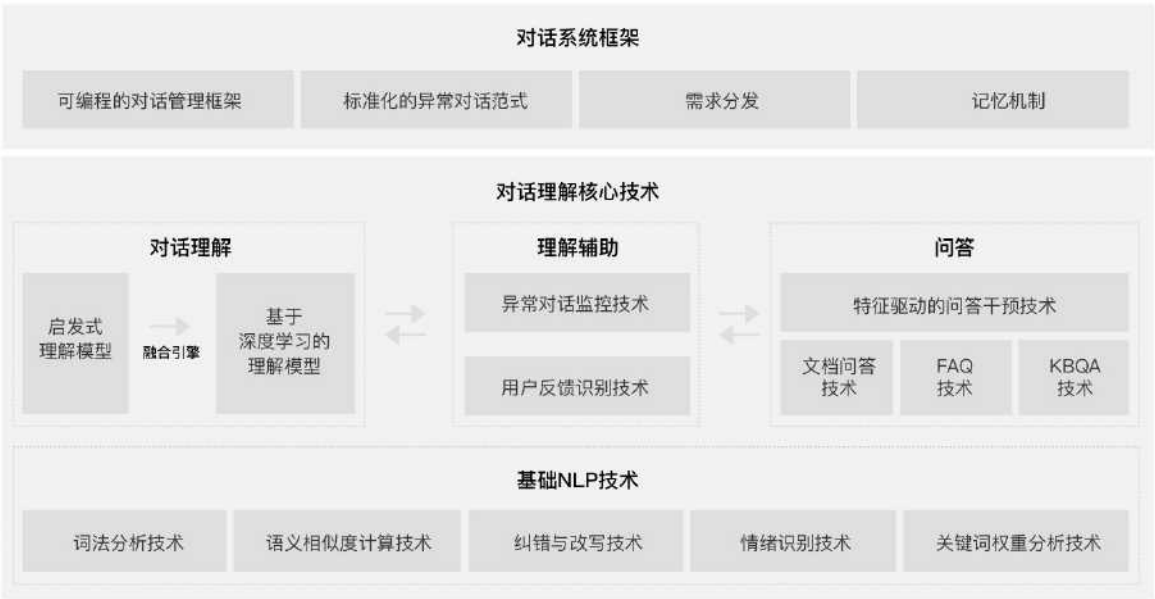 对话系统框架
可编程的对话管理框架
标准化的异常对话范式
需求分发
记忆机制
对话理解核心技术
对话理解
启发式
理解模型
融合引擎
基于
深度学习的
理解模型
理解辅助
异常对话监控技术
用户反馈识别技术
问答
特征驱动的问答干预技术
文档问答
技术
FAQ
技术
KBQA
技术
基础NLP技术
词法分析技术
语义相似度计算技术
纠错与改写技术
情绪识别技术
关键词权重分析技术